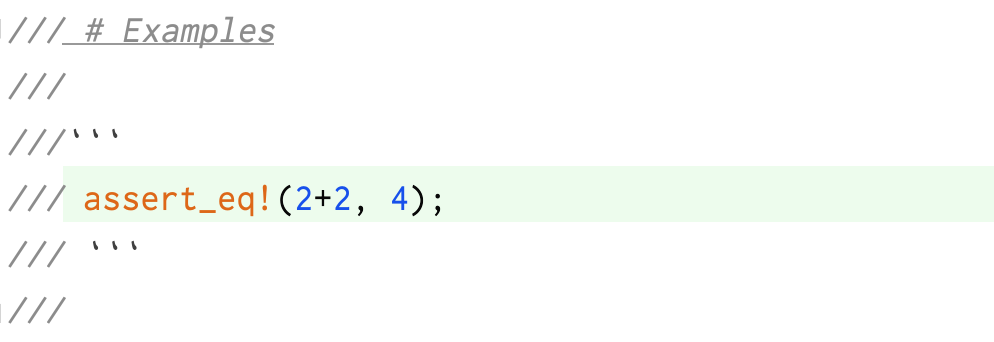 /// # Examples
///
///```
/// assert_eq!(2+2, 4);
/// ```
///